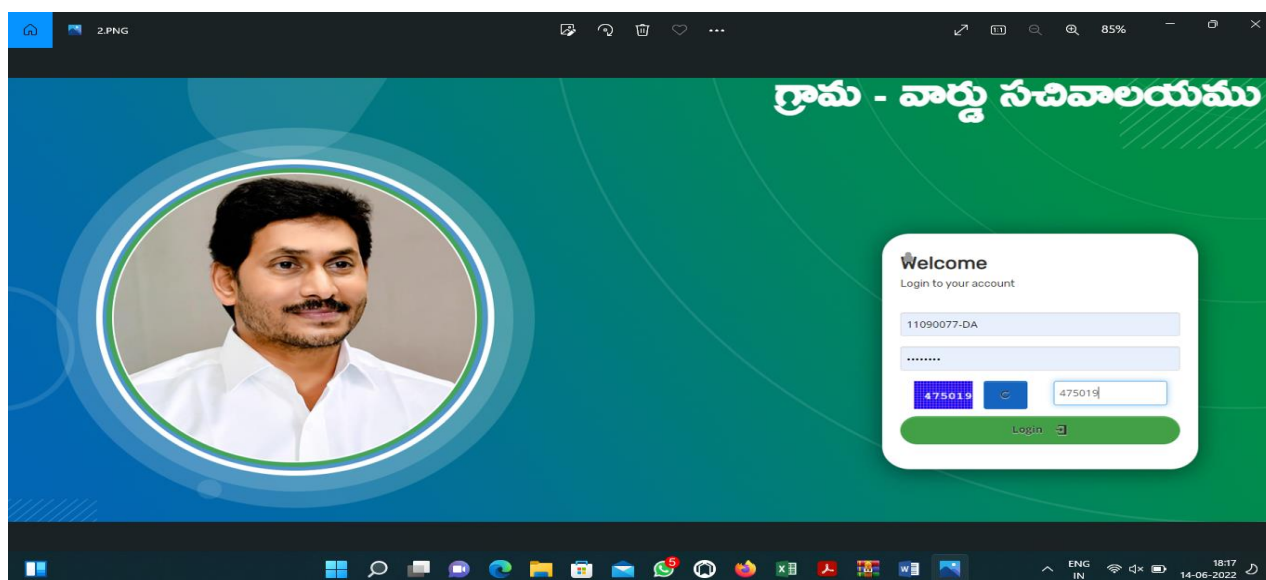 2.PNG
85%
గ్రామ - వార్డు సచివాలయము
Welcome
Login to your account
11090077-DA
••••••••
475019
475019
Login
5
ENG
IN
18:17
14-06-2022